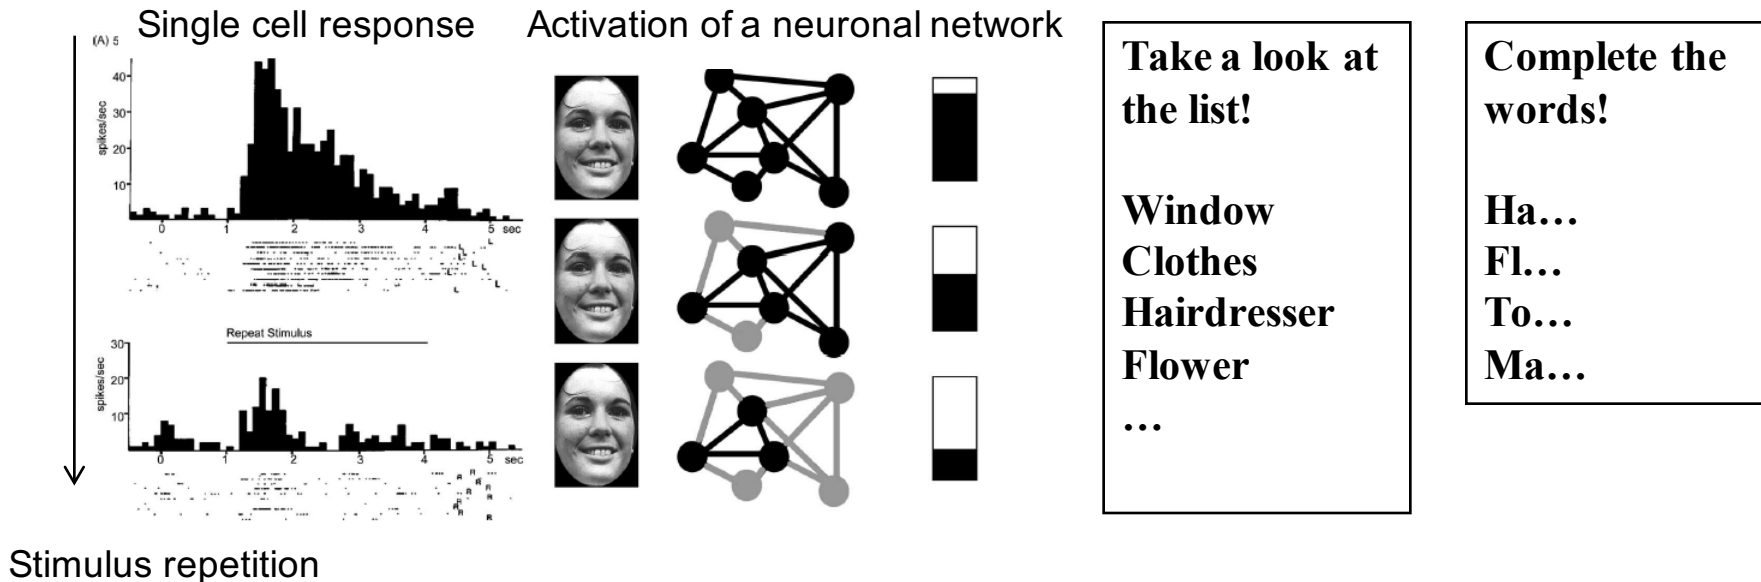 Single cell response
Activation of a neuronal network
(A) 5
spikes/sec
40
30
20
10
0 1 2 3 4 5 sec
L
L
L
L
L
L
L
L
Repeat Stimulus
spikes/sec
30
20
10
0 1 2 3 4 5 sec
R
R
R
R
R
R
R
R
R
Stimulus repetition
Take a look at
the list!
Window
Clothes
Hairdresser
Flower
…
Complete the
words!
Ha…
Fl…
To…
Ma…